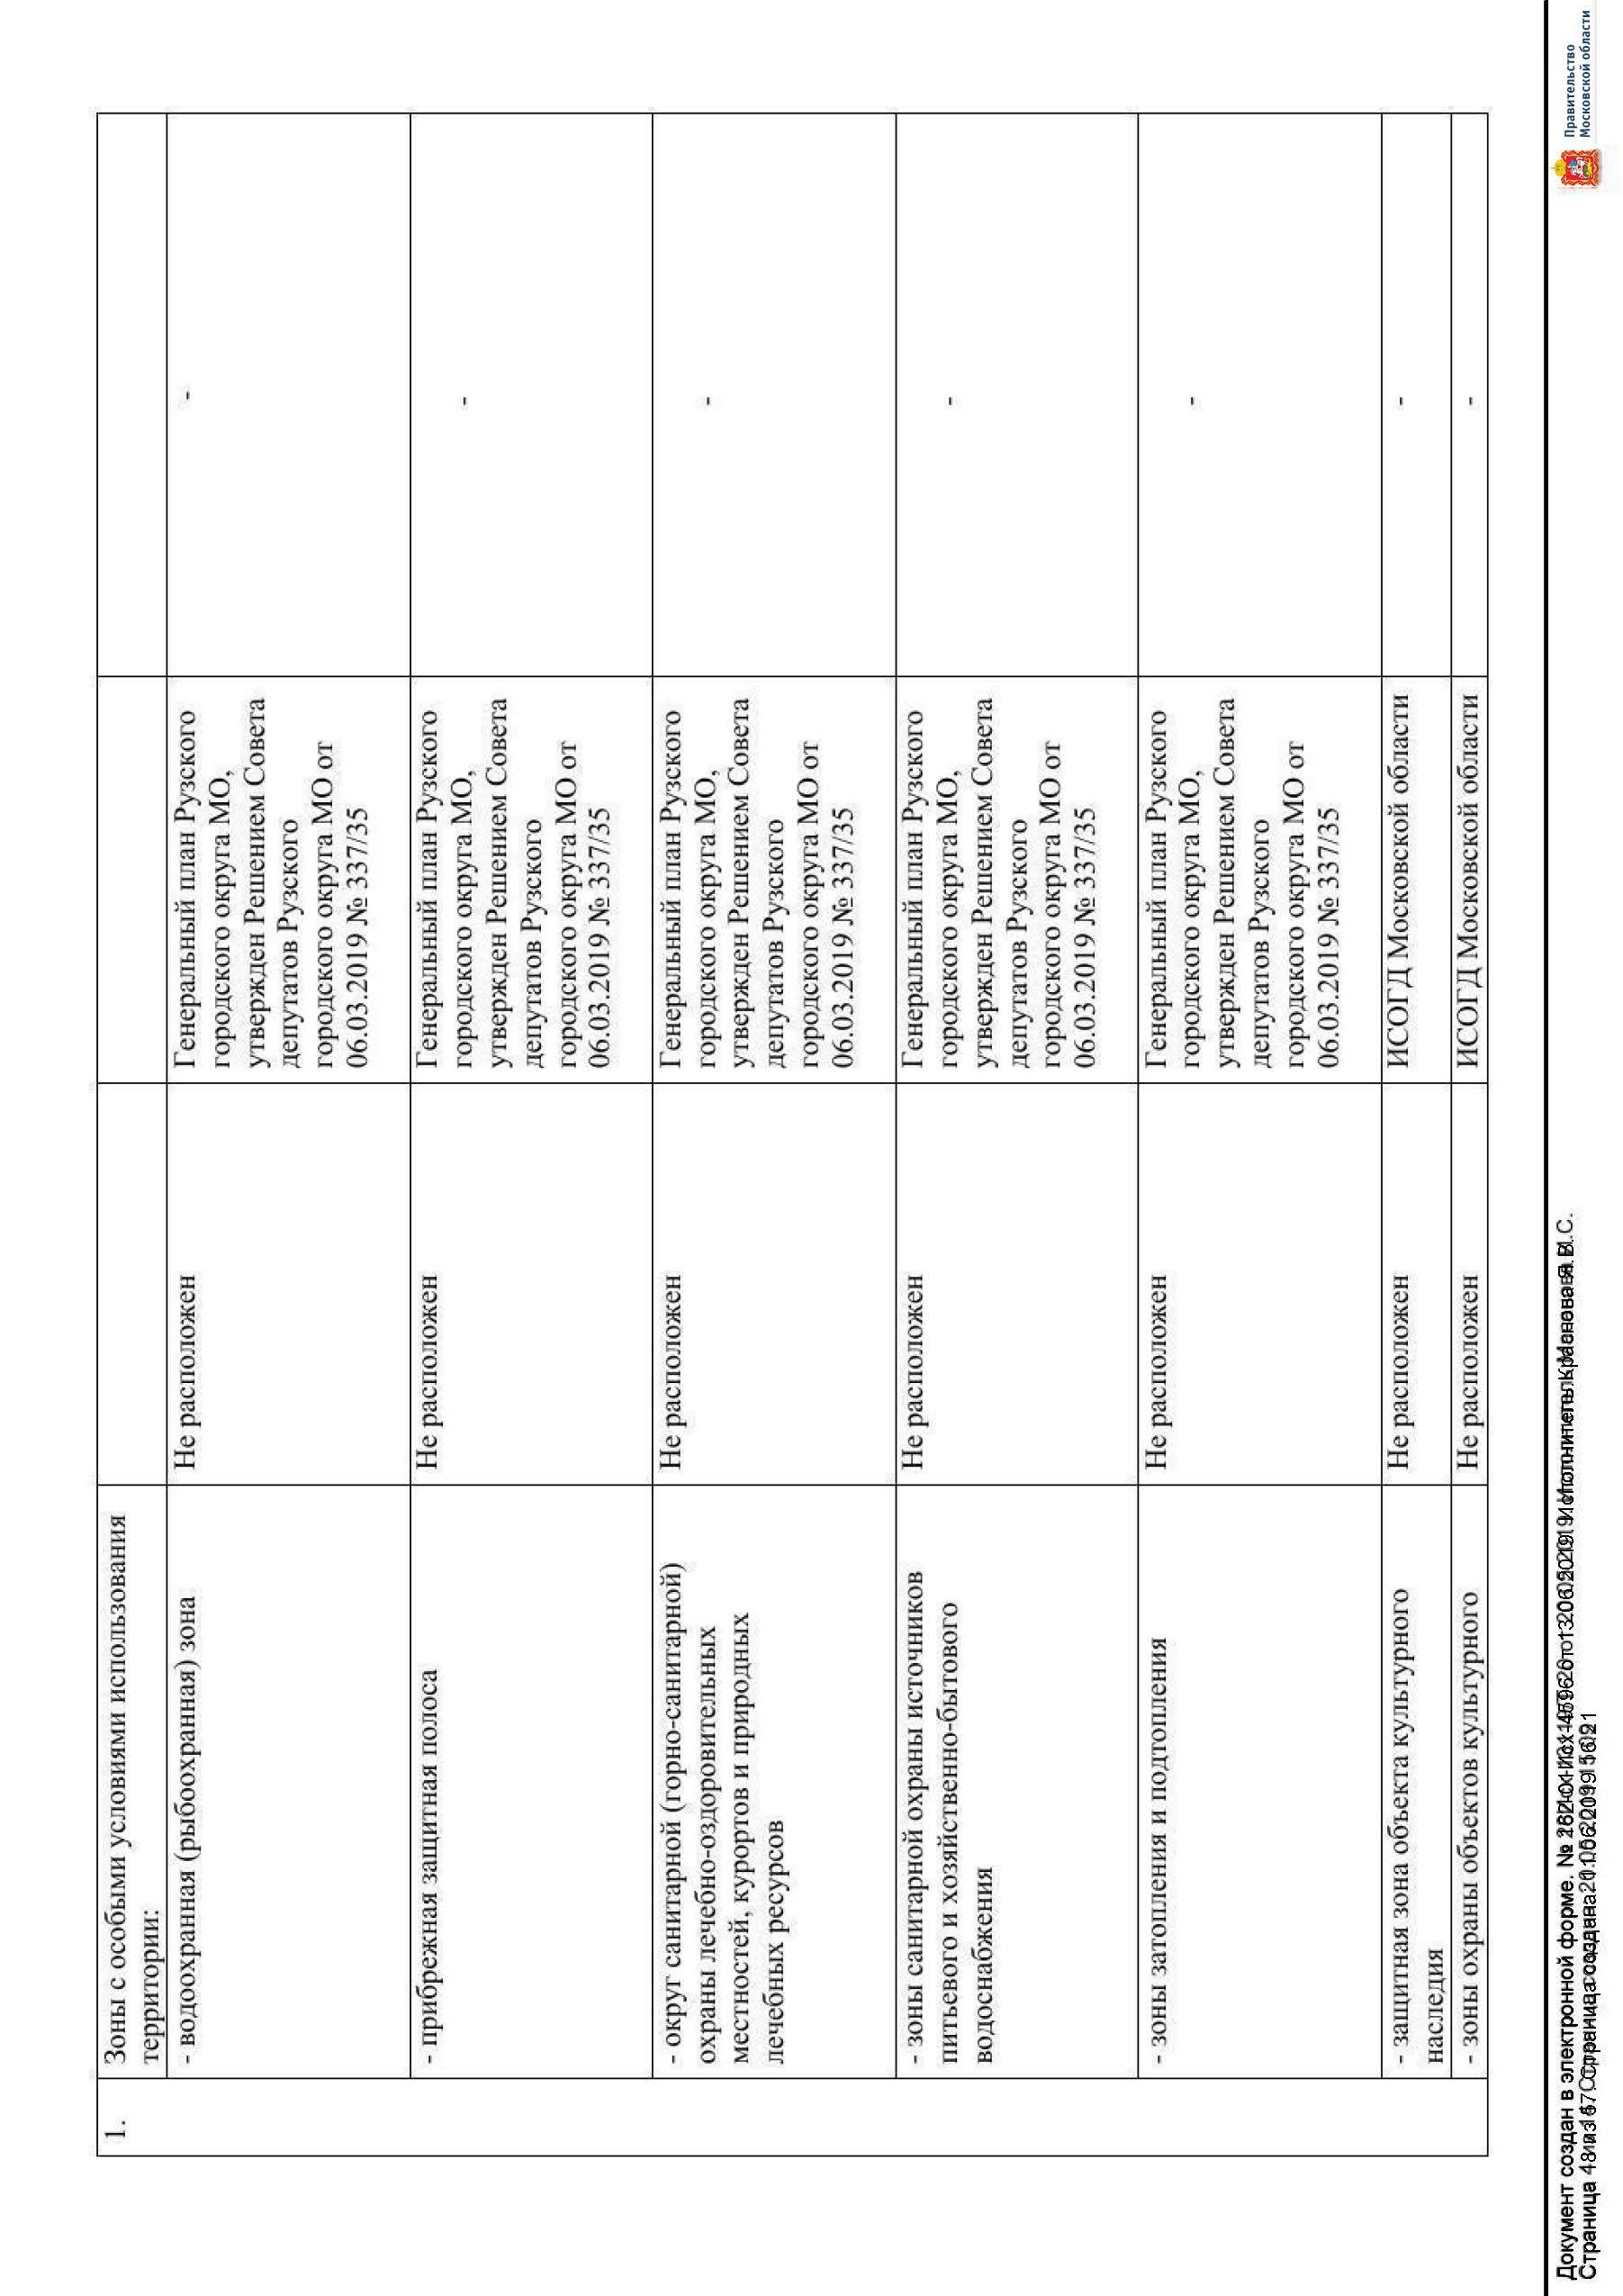 1.
Зоны с особыми условиями использования
территории:
- водоохранная (рыбоохранная) зона
Не расположен
Генеральный план Рузского
городского округа МО,
утвержден Решением Совета
депутатов Рузского
городского округа МО от
06.03.2019 № 337/35
-
- прибрежная защитная полоса
Не расположен
Генеральный план Рузского
городского округа МО,
утвержден Решением Совета
депутатов Рузского
городского округа МО от
06.03.2019 № 337/35
-
- округ санитарной (горно-санитарной)
охраны лечебно-оздоровительных
местностей, курортов и природных
лечебных ресурсов
Не расположен
Генеральный план Рузского
городского округа МО,
утвержден Решением Совета
депутатов Рузского
городского округа МО от
06.03.2019 № 337/35
-
- зоны санитарной охраны источников
питьевого и хозяйственно-бытового
водоснабжения
Не расположен
Генеральный план Рузского
городского округа МО,
утвержден Решением Совета
депутатов Рузского
городского округа МО от
06.03.2019 № 337/35
-
- зоны затопления и подтопления
Не расположен
Генеральный план Рузского
городского округа МО,
утвержден Решением Совета
депутатов Рузского
городского округа МО от
06.03.2019 № 337/35
-
- защитная зона объекта культурного
наследия
Не расположен
ИСОГД Московской области
-
- зоны охраны объектов культурного
Не расположен
ИСОГД Московской области
-
Документ создан в электронной форме. №
Страница
Правительство
Московской области